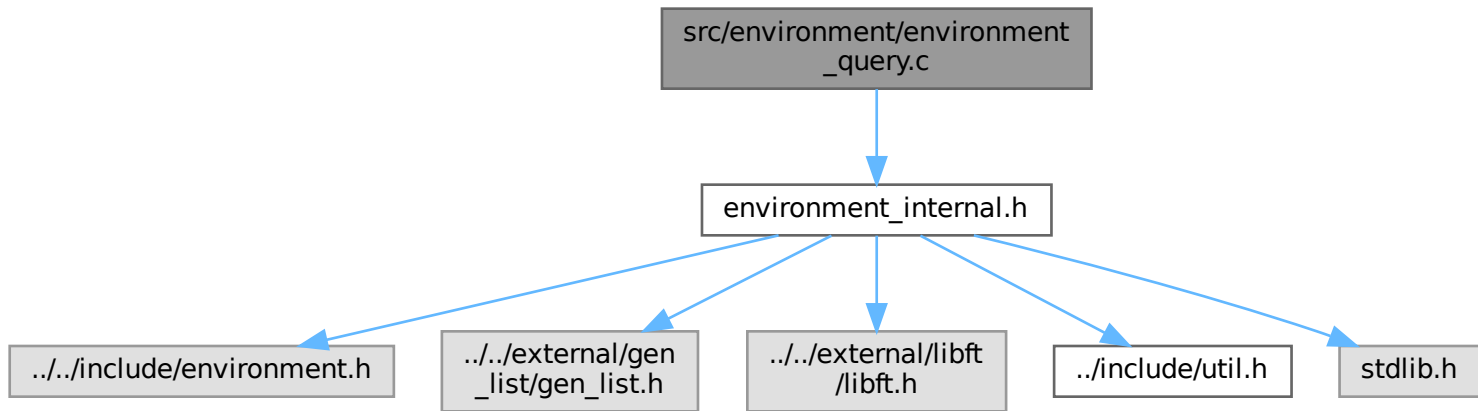 src/environment/environment
_query.c
environment_internal.h
../../include/environment.h
../../external/gen
_list/gen_list.h
../../external/libft
/libft.h
../include/util.h
stdlib.h